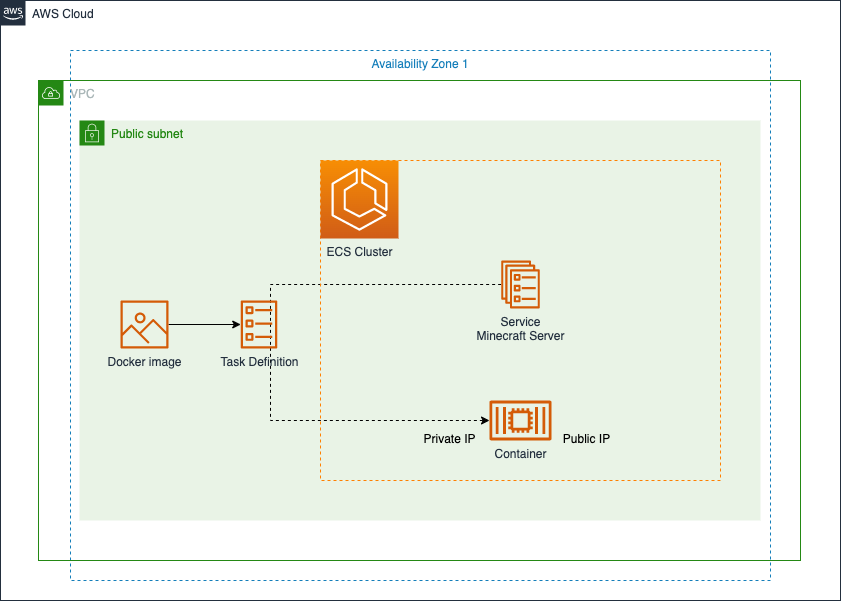 aws
AWS Cloud
Availability Zone 1
VPC
Public subnet
ECS Cluster
Service
Minecraft Server
Docker image
Task Definition
Private IP
Public IP
Container